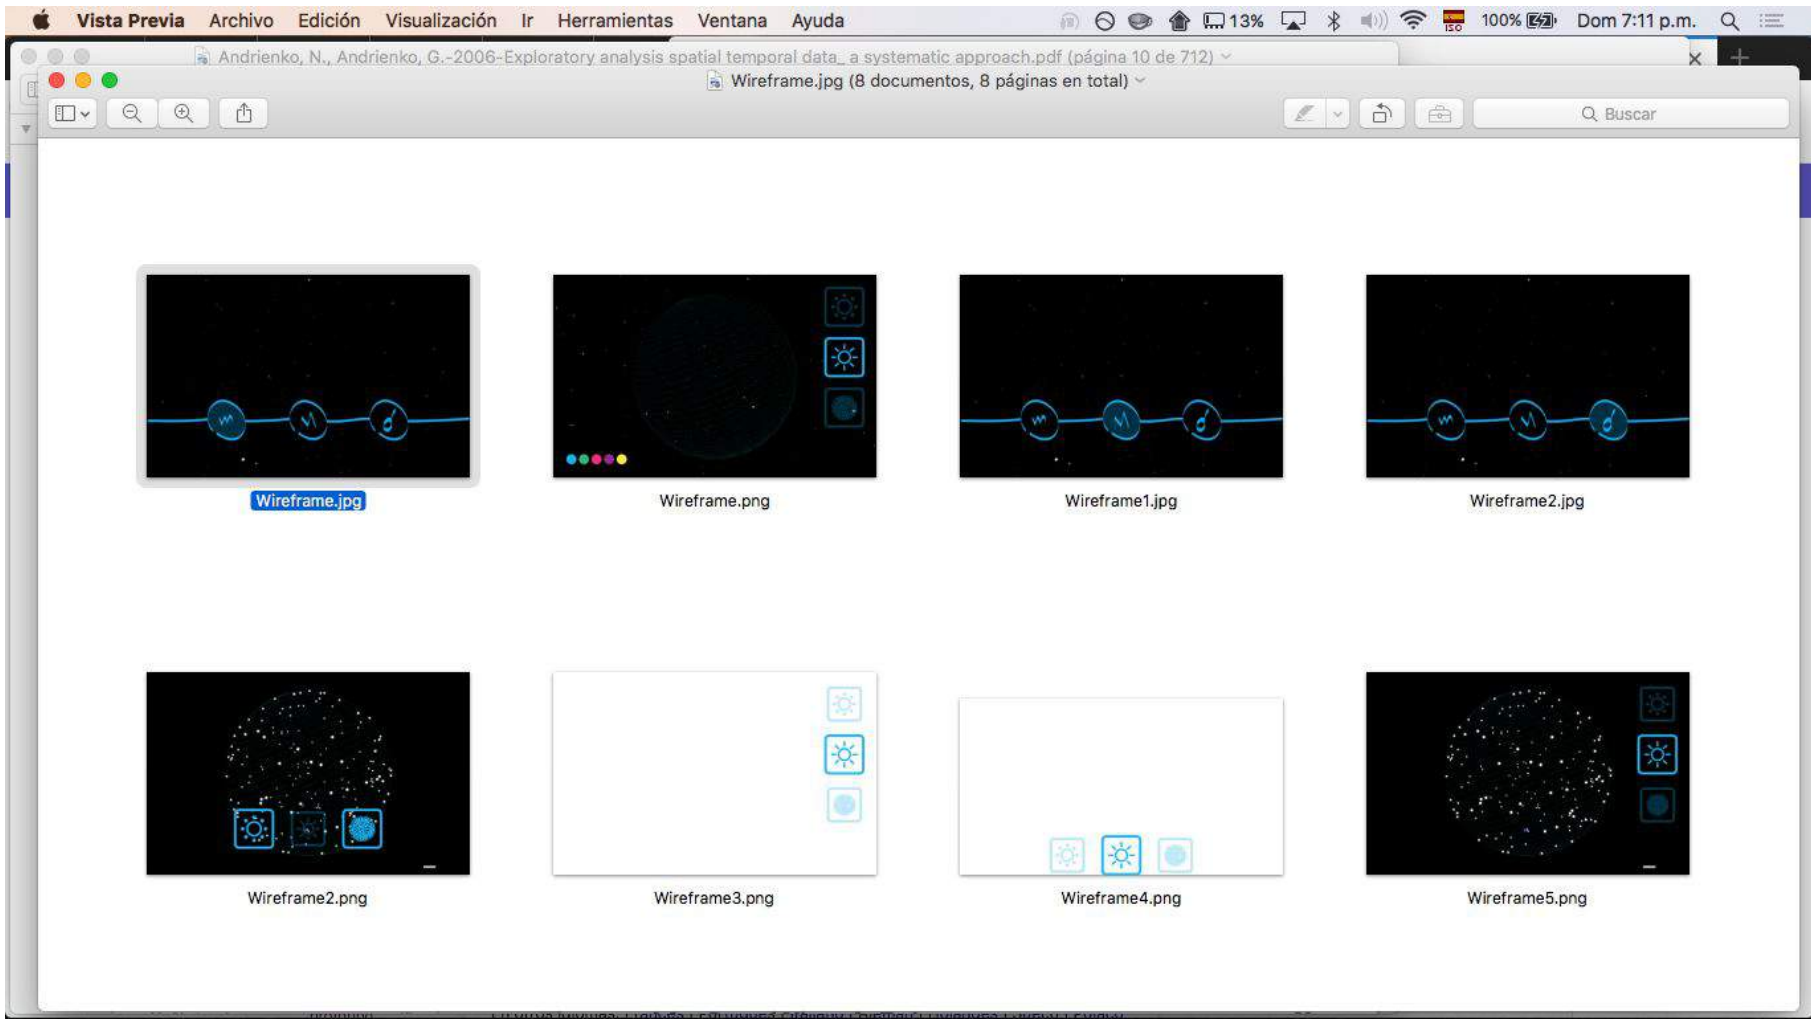 Vista Previa Archivo Edición Visualización Ir Herramientas Ventana Ayuda 13% ISO 100% Dom 7:11 p.m.
Andrienko, N., Andrienko, G.-2006-Exploratory analysis spatial temporal data_ a systematic approach.pdf (página 10 de 712)
Wireframe.jpg (8 documentos, 8 páginas en total)
Buscar
Wireframe.jpg Wireframe.png Wireframe1.jpg Wireframe2.jpg
Wireframe2.png Wireframe3.png Wireframe4.png Wireframe5.png